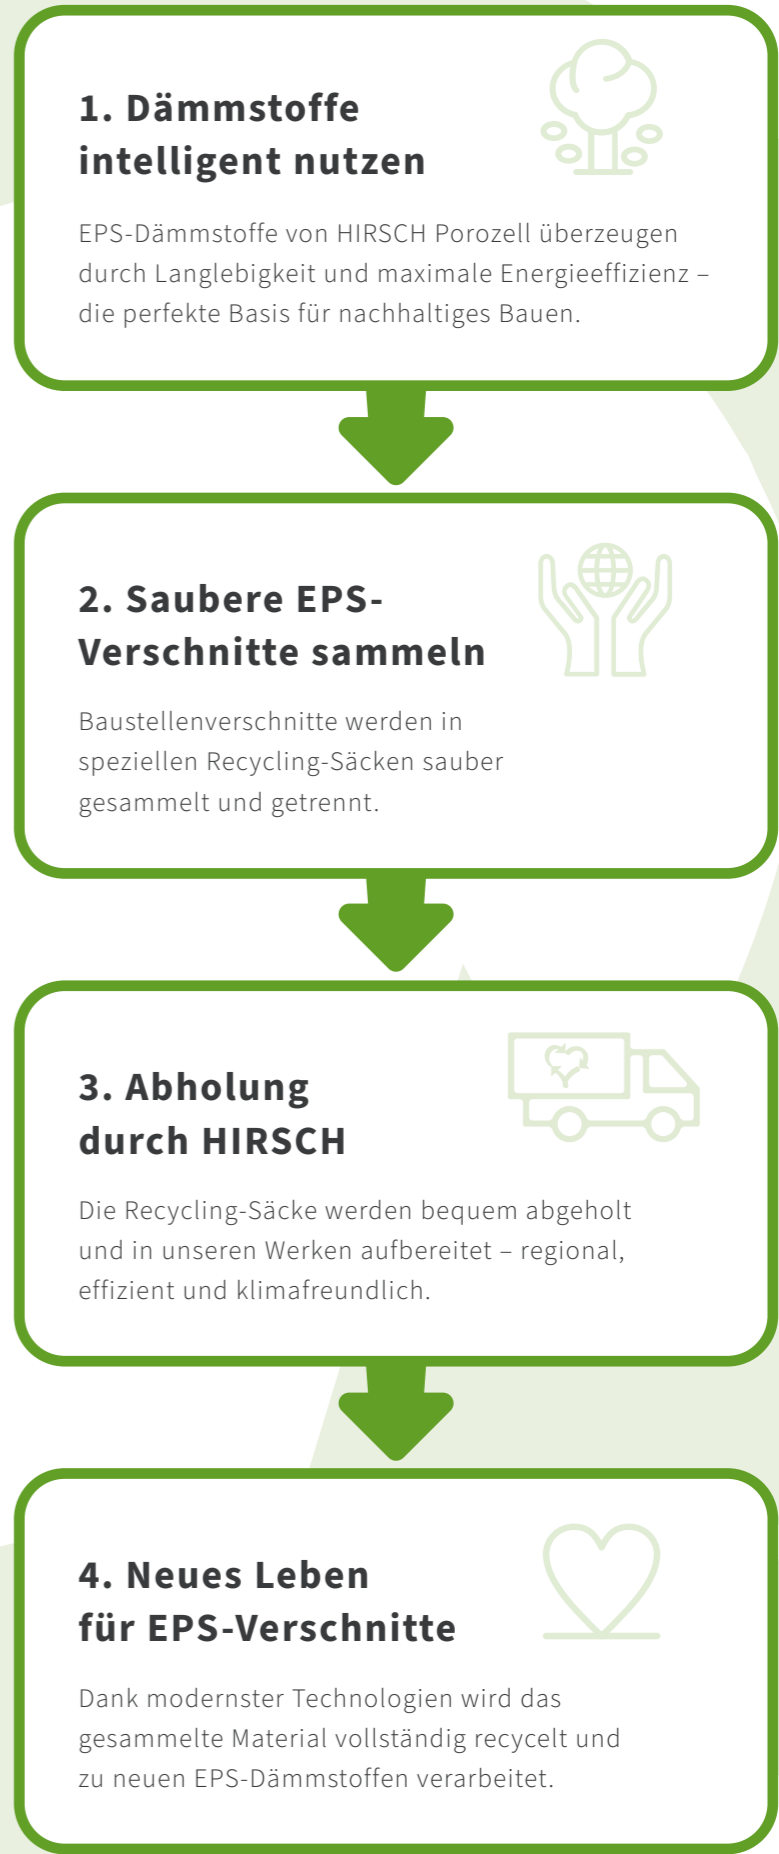 1. Dämmstoffe
intelligent nutzen
EPS-Dämmstoffe von HIRSCH Porozell überzeugen
durch Langlebigkeit und maximale Energieeffizienz –
die perfekte Basis für nachhaltiges Bauen.
2. Saubere EPS-
Verschnitte sammeln
Baustellenverschnitte werden in
speziellen Recycling-Säcken sauber
gesammelt und getrennt.
3. Abholung
durch HIRSCH
Die Recycling-Säcke werden bequem abgeholt
und in unseren Werken aufbereitet – regional,
effizient und klimafreundlich.
4. Neues Leben
für EPS-Verschnitte
Dank modernster Technologien wird das
gesammelte Material vollständig recycelt und
zu neuen EPS-Dämmstoffen verarbeitet.